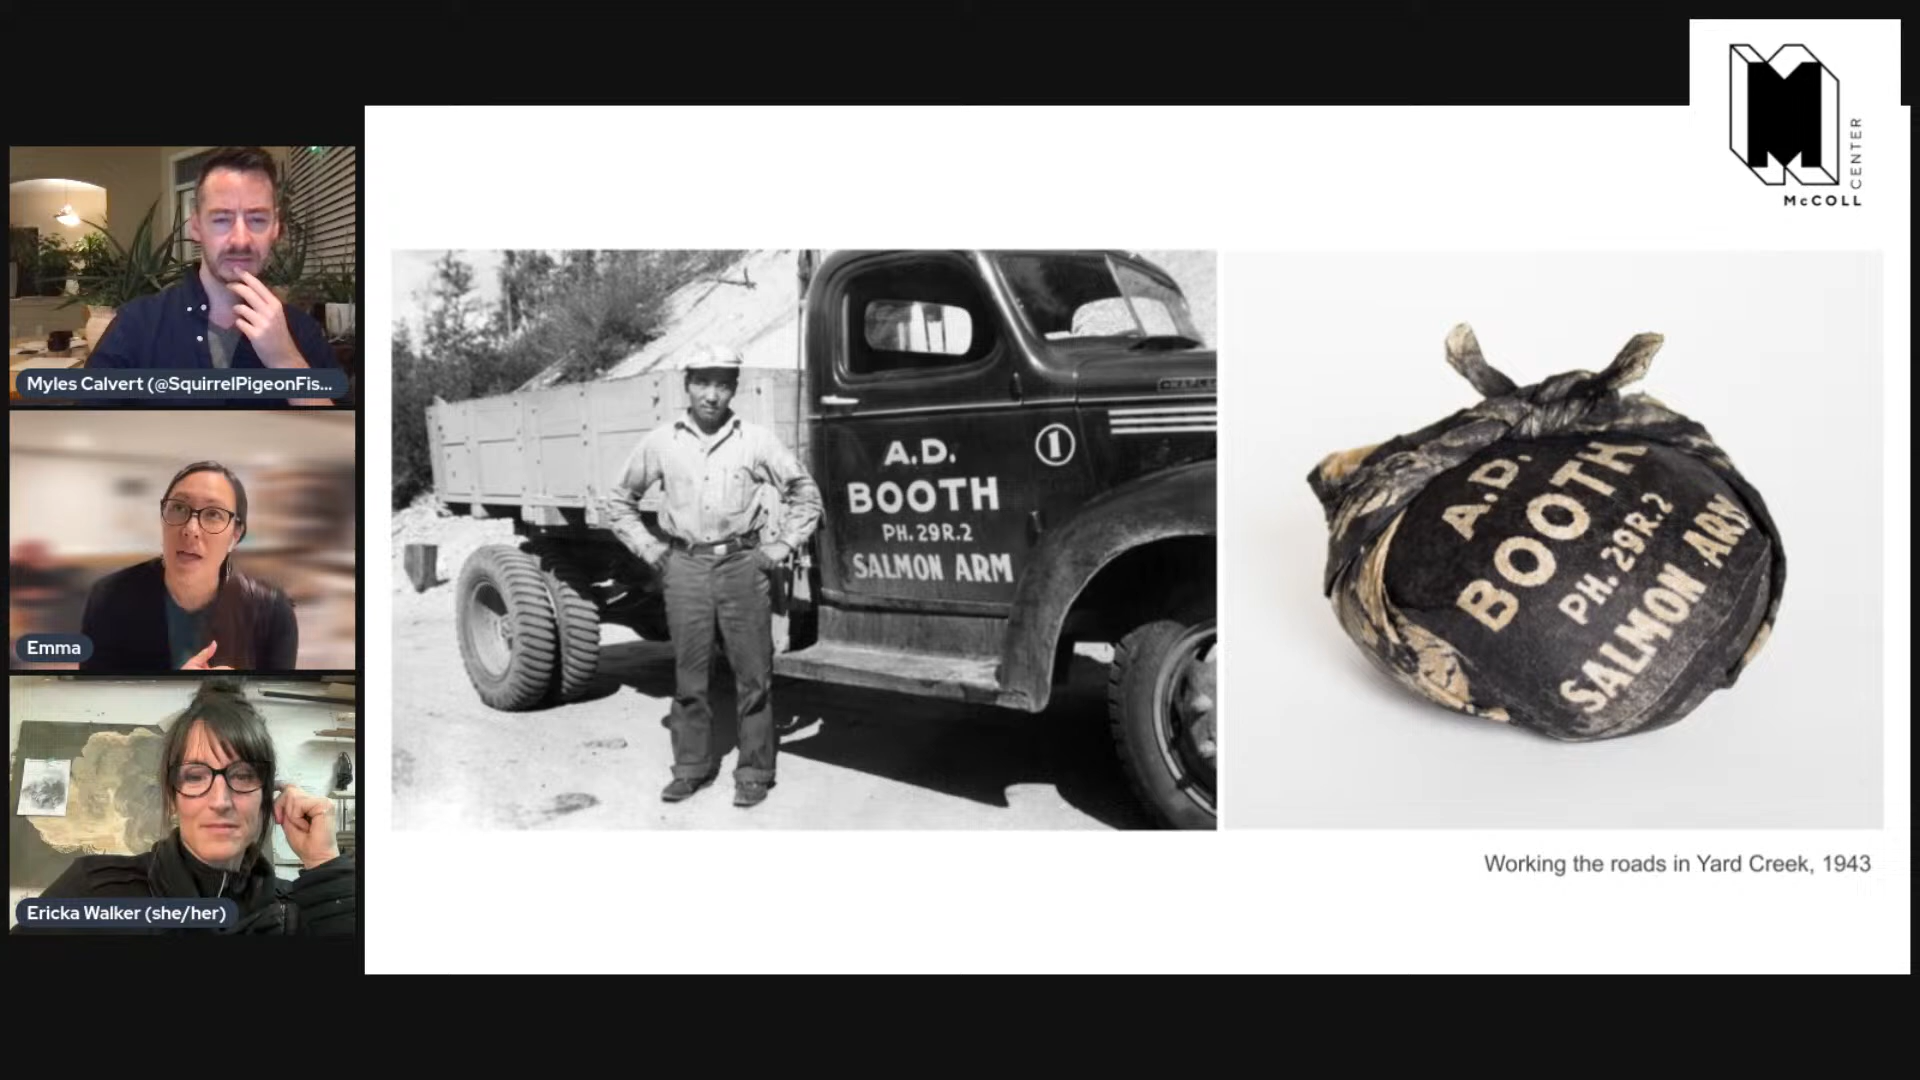 M
McCOLL
CENTER
Myles Calvert (@SquirrelPigeonFis...
Emma
Ericka Walker (she/her)
A.D.
BOOTH
PH. 29R.2
SALMON ARM
1
A.D.
BOOTH
PH. 29R.2
SALMON ARM
Working the roads in Yard Creek, 1943